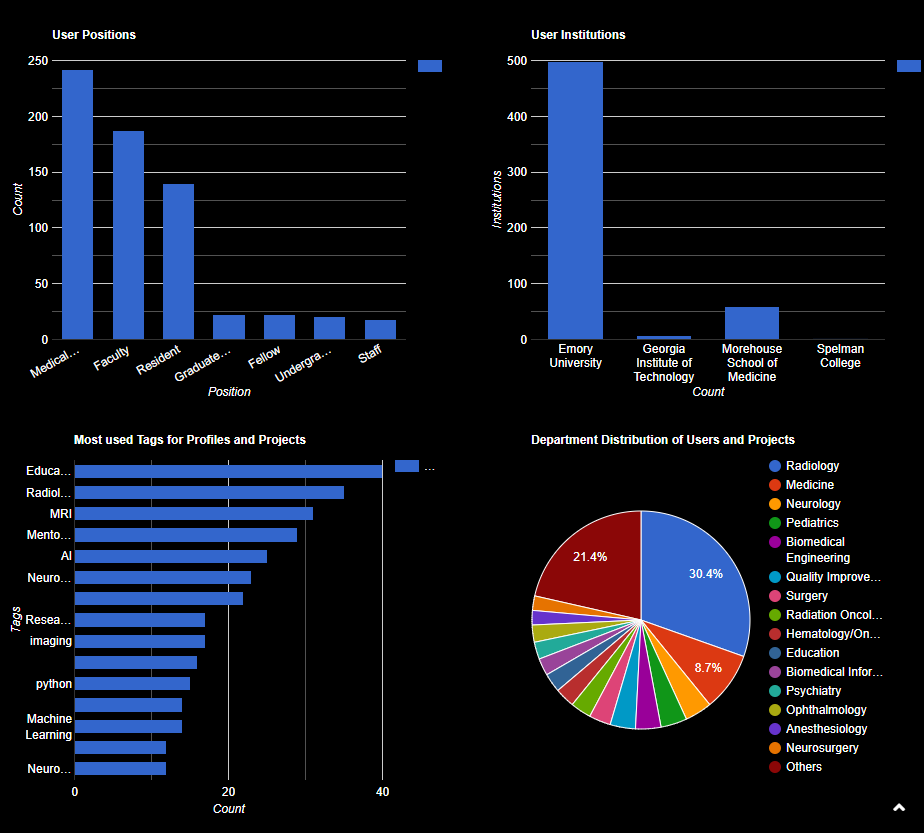 User Positions
250
200
150
100
50
0
Count
Medical…
Faculty
Resident
Graduate…
Fellow
Undergra…
Staff
Position
User Institutions
500
400
300
200
100
0
Institutions
Emory
University
Georgia
Institute of
Technology
Morehouse
School of
Medicine
Spelman
College
Count
Most used Tags for Profiles and Projects
Educa…
Radiol…
MRI
Mento…
AI
Neuro…
Resea…
imaging
python
Machine
Learning
Neuro…
Tags
0
20
40
Count
…
Department Distribution of Users and Projects
30.4%
8.7%
21.4%
Radiology
Medicine
Neurology
Pediatrics
Biomedical
Engineering
Quality Improve…
Surgery
Radiation Oncol…
Hematology/On…
Education
Biomedical Infor…
Psychiatry
Ophthalmology
Anesthesiology
Neurosurgery
Others